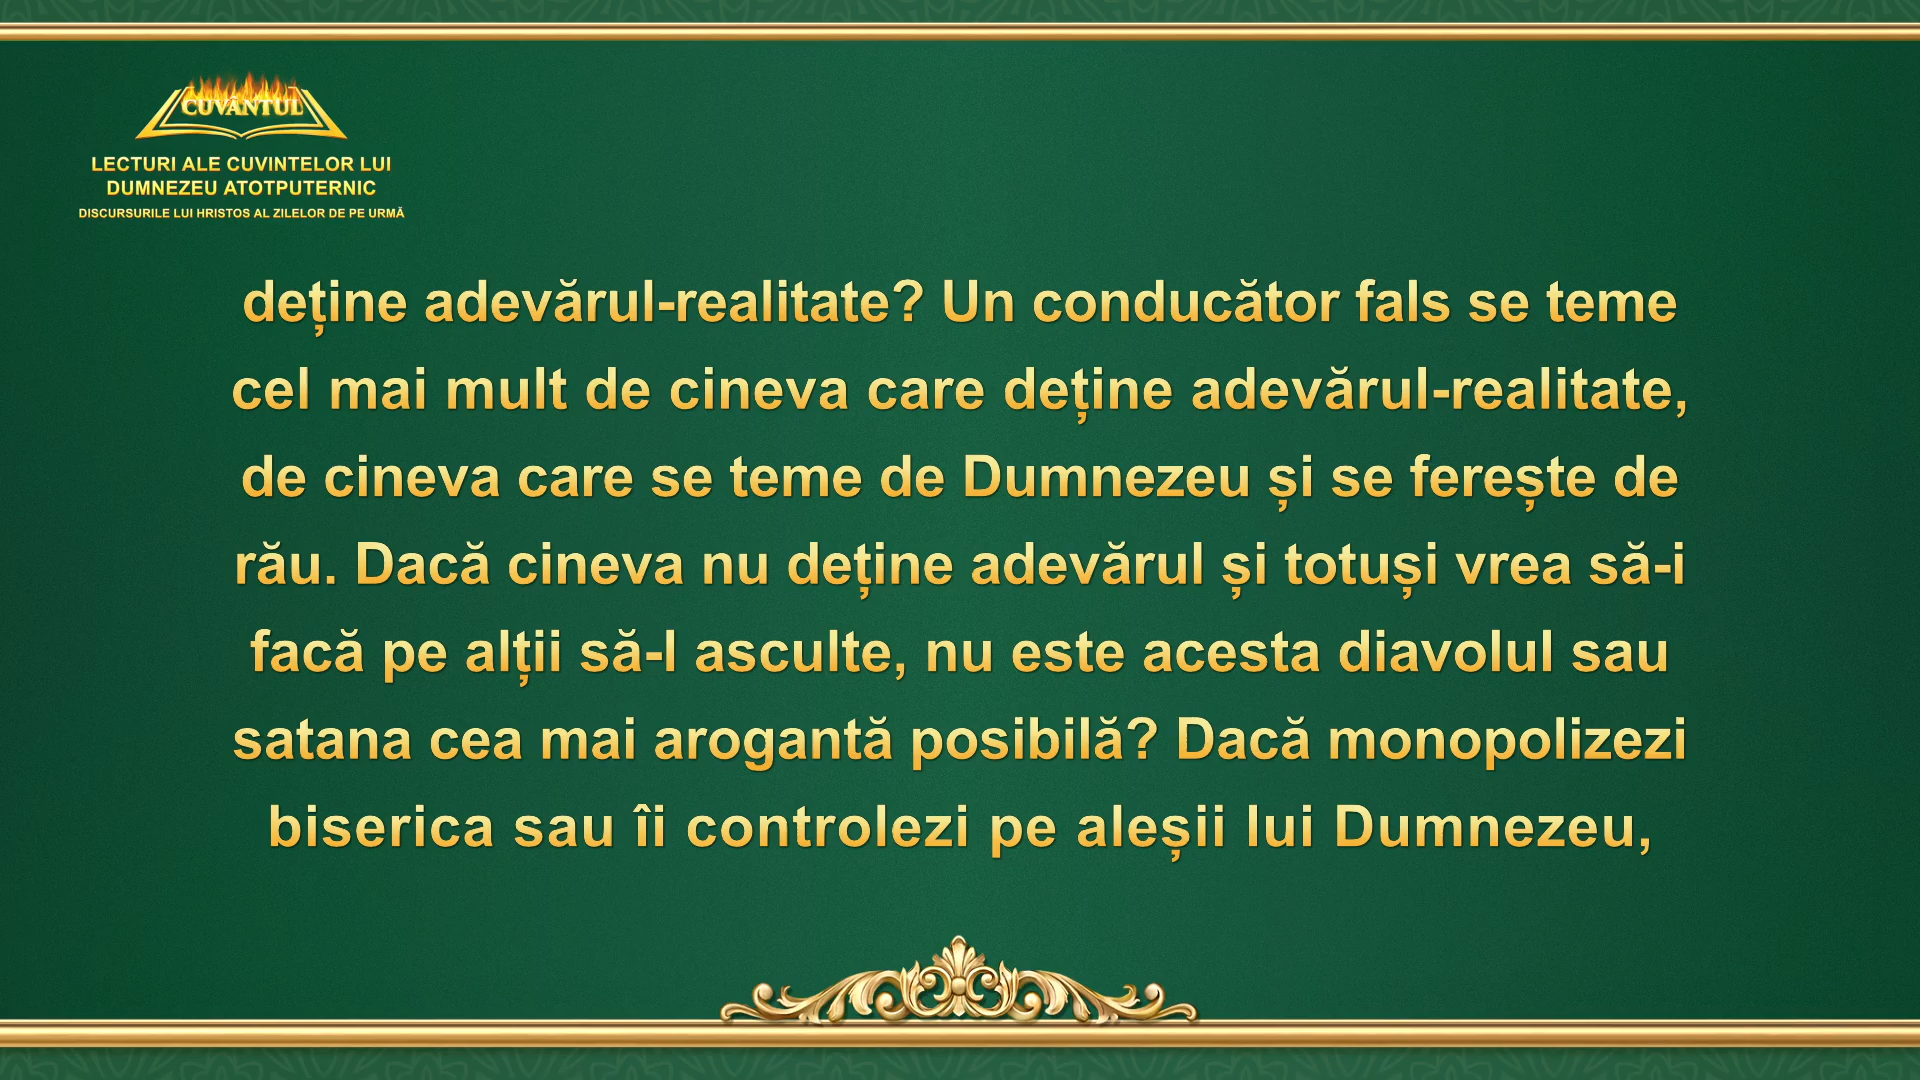 CUVÂNTUL
LECTURI ALE CUVINTELOR LUI
DUMNEZEU ATOTPUTERNIC
DISCURSURILE LUI HRISTOS AL ZILELOR DE PE URMĂ
deține adevărul-realitate? Un conducător fals se teme
cel mai mult de cineva care deține adevărul-realitate,
de cineva care se teme de Dumnezeu și se ferește de
rău. Dacă cineva nu deține adevărul și totuși vrea să-i
facă pe alții să-l asculte, nu este acesta diavolul sau
satana cea mai arogantă posibilă? Dacă monopolizezi
biserica sau îi controlezi pe aleșii lui Dumnezeu,